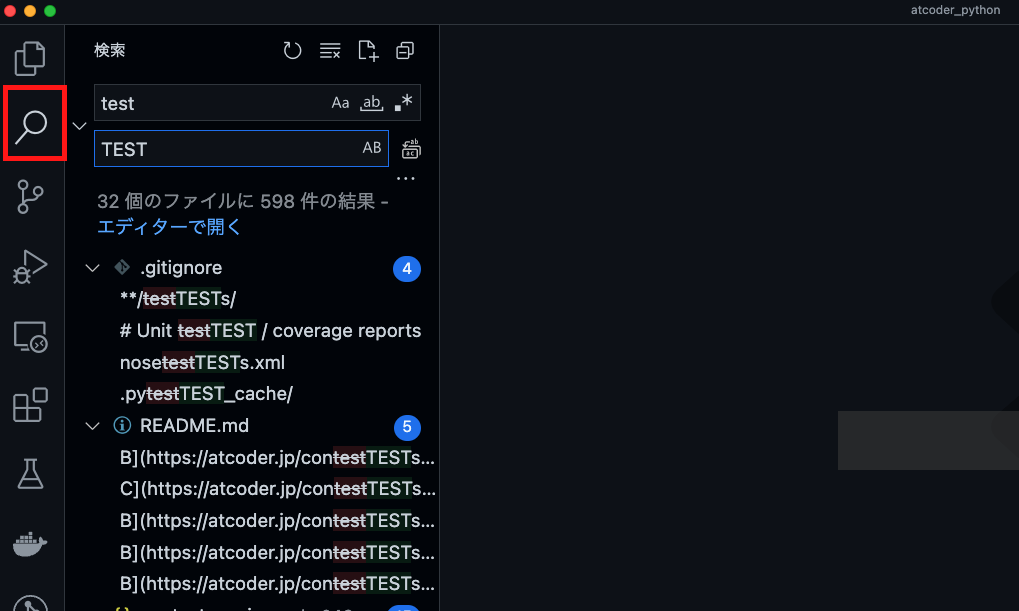 atcoder_python
検索
test Aa ab
TEST AB
32 個のファイルに 598 件の結果 -
エディターで開く
.gitignore 4
**/testTESTs/
# Unit testTEST / coverage reports
nosetestTESTs.xml
.pytestTEST_cache/
README.md 5
B](https://atcoder.jp/contestTESTs...
C](https://atcoder.jp/contestTESTs...
B](https://atcoder.jp/contestTESTs...
B](https://atcoder.jp/contestTESTs...
B](https://atcoder.jp/contestTESTs...